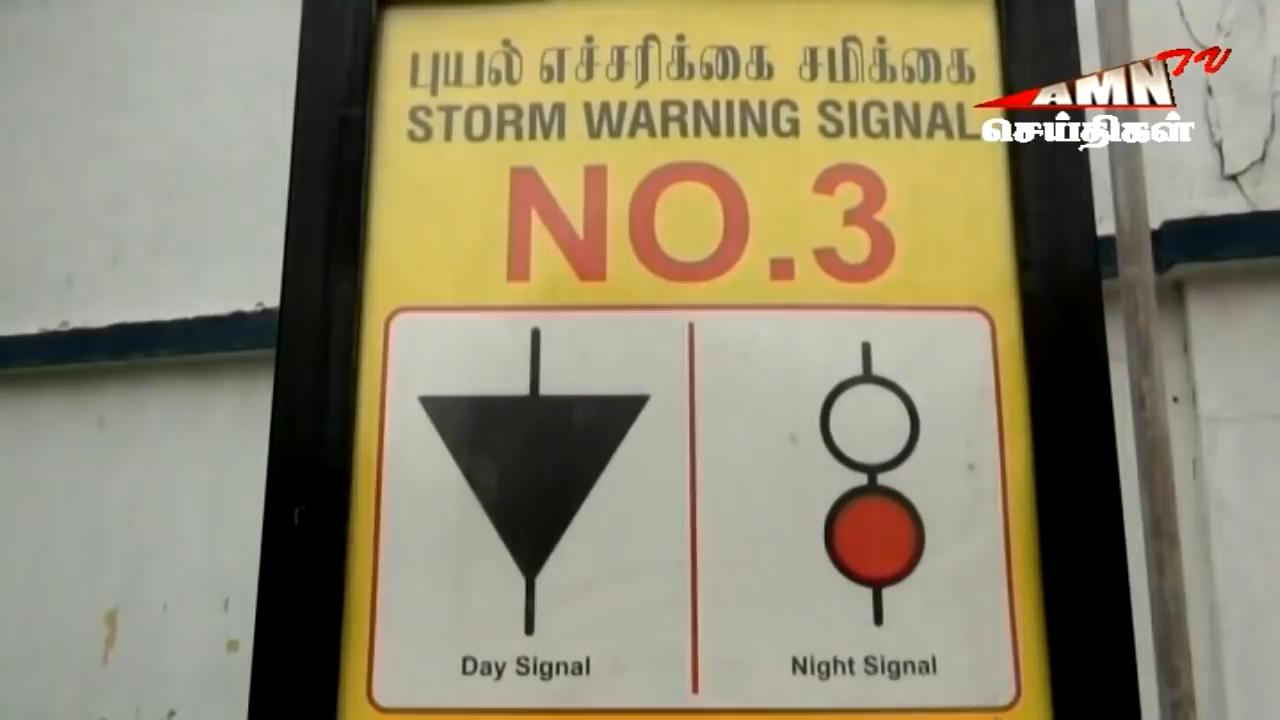 புயல் எச்சரிக்கை சமிக்கை
STORM WARNING SIGNAL
NO.3
Day Signal
Night Signal
AMN TV
செய்திகள்